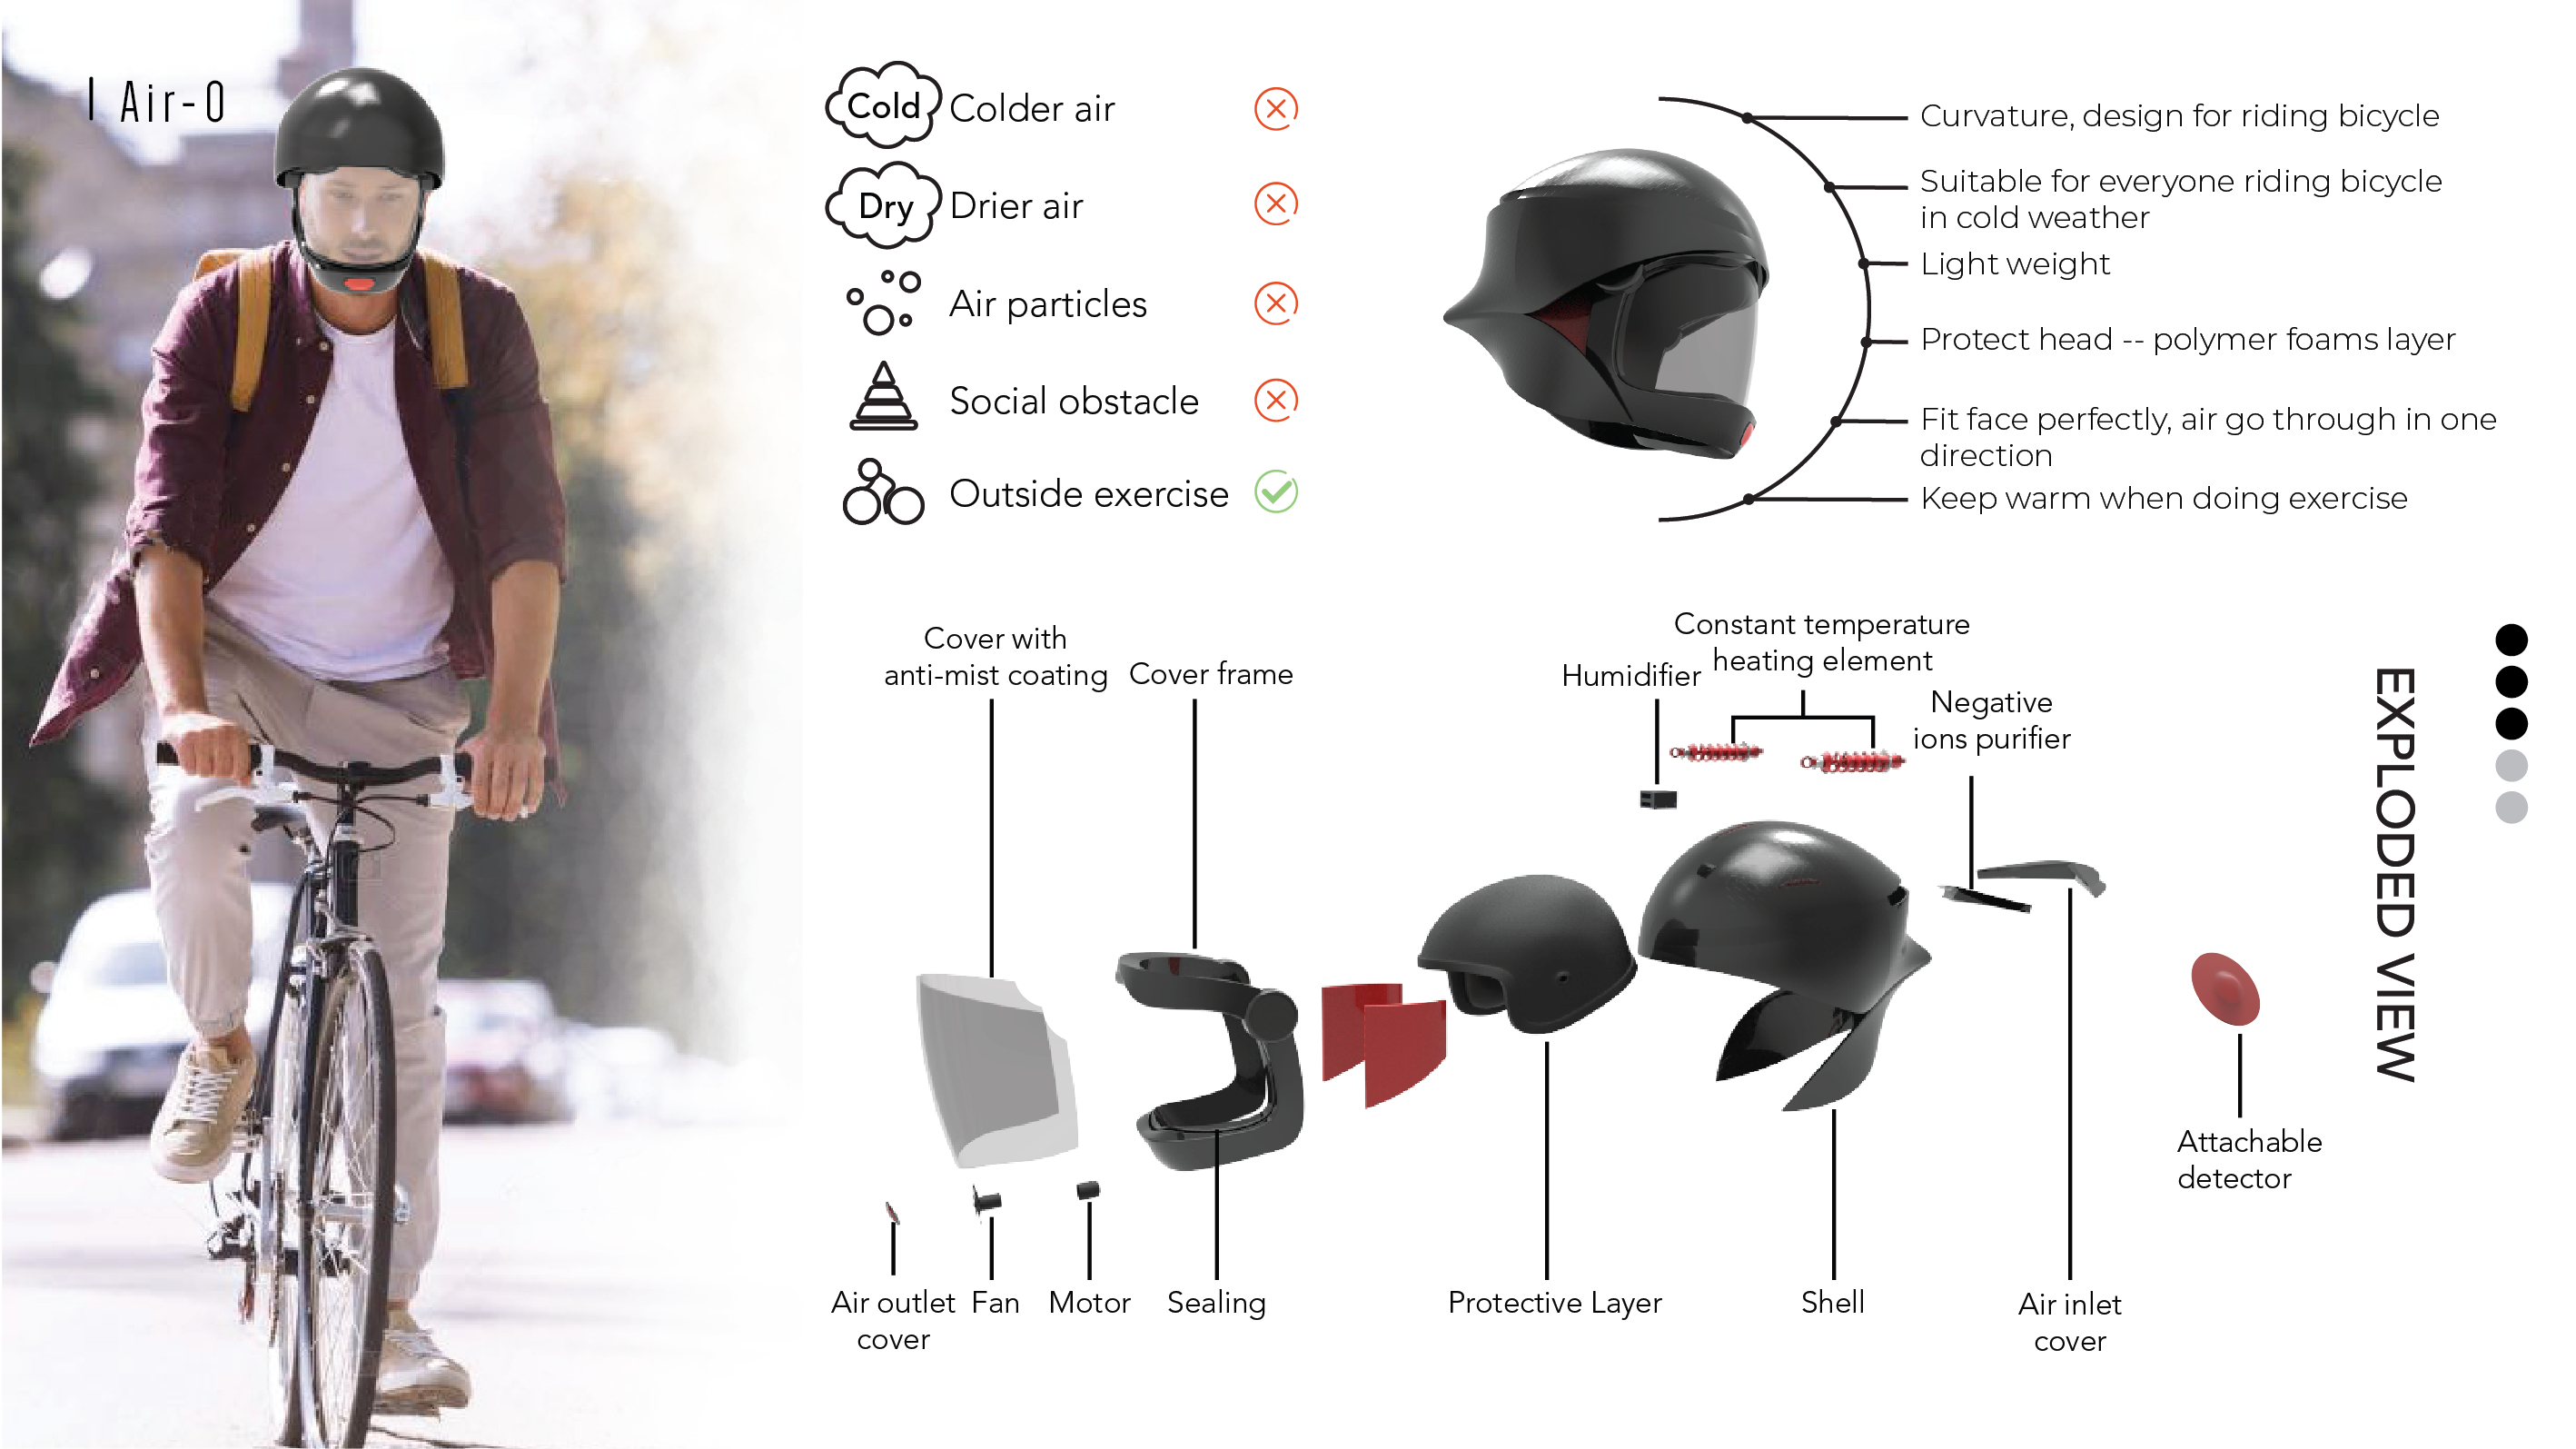 Air-O
Cold
Colder air
Dry
Drier air
Air particles
Social obstacle
Outside exercise
Curvature, design for riding bicycle
Suitable for everyone riding bicycle
in cold weather
Light weight
Protect head -- polymer foams layer
Fit face perfectly, air go through in one
direction
Keep warm when doing exercise
Cover with
anti-mist coating
Cover frame
Humidifier
Constant temperature
heating element
Negative
ions purifier
EXPLODED VIEW
Attachable
detector
Air outlet
cover
Fan
Motor
Sealing
Protective Layer
Shell
Air inlet
cover